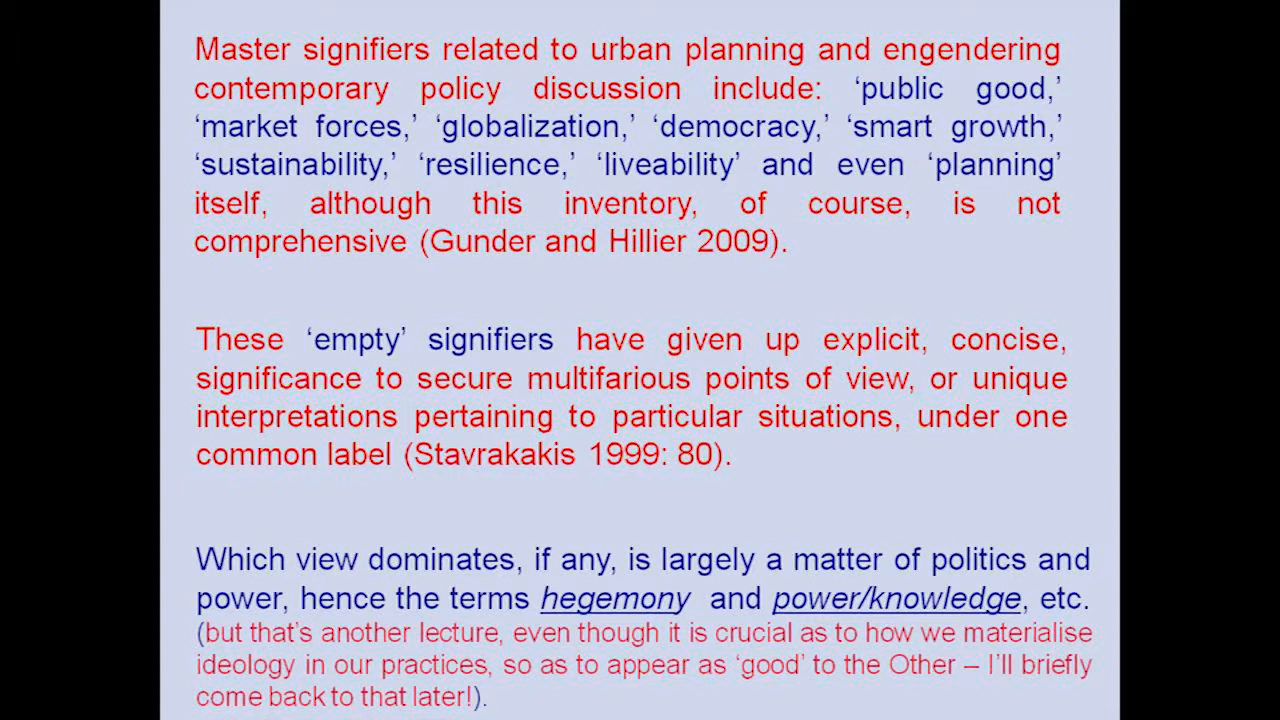 Master signifiers related to urban planning and engendering
contemporary policy discussion include: ‘public good,’
‘market forces,’ ‘globalization,’ ‘democracy,’ ‘smart growth,’
‘sustainability,’ ‘resilience,’ ‘liveability’ and even ‘planning’
itself, although this inventory, of course, is not
comprehensive (Gunder and Hillier 2009).
These ‘empty’ signifiers have given up explicit, concise,
significance to secure multifarious points of view, or unique
interpretations pertaining to particular situations, under one
common label (Stavrakakis 1999: 80).
Which view dominates, if any, is largely a matter of politics and
power, hence the terms hegemony and power/knowledge, etc.
(but that’s another lecture, even though it is crucial as to how we materialise
ideology in our practices, so as to appear as ‘good’ to the Other – I’ll briefly
come back to that later!).